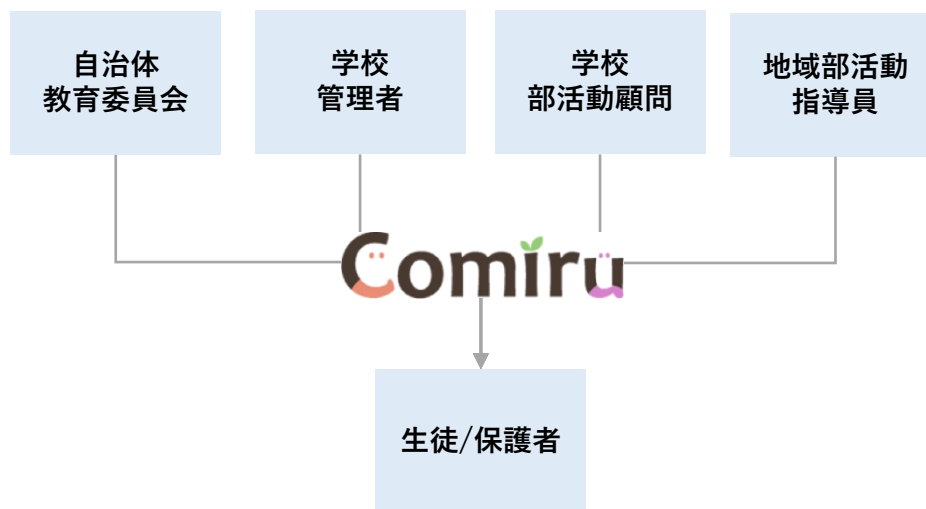 自治体
教育委員会
学校
管理者
学校
部活動顧問
地域部活動
指導員
Comiru
生徒/保護者